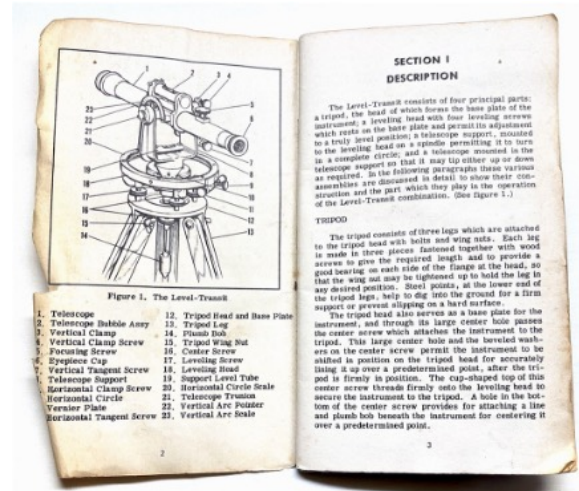 Figure 1. The Level-Transit
1. Telescope
2. Telescope Bubble Assy
3. Vertical Clamp
4. Vertical Clamp Screw
5. Focusing Screw
6. Eyepiece Cap
7. Vertical Tangent Screw
Telescope Support
Horizontal Clamp Screw
Horizontal Circle
Vernier Plate
Horizontal Tangent Screw
12. Tripod Head and Base Plate
13. Tripod Leg
14. Plumb Bob
15. Tripod Wing Nut
16. Center Screw
17. Leveling Screw
18. Leveling Head
19. Support Level Tube
20. Horizontal Circle Scale
21. Telescope Trunion
22. Vertical Arc Pointer
23. Vertical Arc Scale
2
SECTION I
DESCRIPTION
The Level-Transit consists of four principal parts:
a tripod, the head of which forms the base plate of the
instrument; a leveling head with four leveling screws
which rests on the base plate and permit its adjustment
to a truly level position; a telescope support, mounted
to the leveling head on a spindle permitting it to turn
in a complete circle; and a telescope mounted in the
telescope support so that it may tip either up or down
as required. In the following paragraphs these various
assemblies are discussed in detail to show their con-
struction and the part which they play in the operation
of the Level-Transit combination. (See figure 1.)
TRIPOD
The tripod consists of three legs which are attached
to the tripod head with bolts and wing nuts. Each leg
is made in three pieces fastened together with wood
screws to give the required length and to provide a
good bearing on each side of the flange at the head, so
that the wing nut may be tightened up to hold the leg in
any desired position. Steel points, at the lower end of
the tripod legs, help to dig into the ground for a firm
support or prevent slipping on a hard surface.
The tripod head also serves as a base plate for the
instrument, and through its large center hole passes
the center screw which attaches the instrument to the
tripod. This large center hole and the beveled wash-
ers on the center screw permit the instrument to be
shifted in position on the tripod head for accurately
lining it up over a predetermined point, after the tri-
pod is firmly in position. The cup-shaped top of this
center screw threads firmly onto the leveling head to
secure the instrument to the tripod. A hole in the bot-
tom of the center screw provides for attaching a line
and plumb bob beneath the instrument for centering it
over a predetermined point.
3